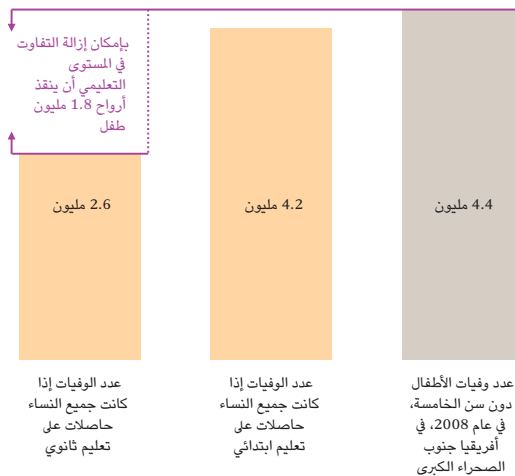 بإمكان إزالة التفاوت
في المستوى
التعليمي أن ينقذ
أرواح 1.8 مليون
طفل
4.4 مليون
4.2 مليون
2.6 مليون
عدد وفيات الأطفال
دون سن الخامسة،
في عام 2008، في
أفريقيا جنوب
الصحراء الكبرى
عدد الوفيات إذا
كانت جميع النساء
حاصلات على
تعليم ابتدائي
عدد الوفيات إذا
كانت جميع النساء
حاصلات على
تعليم ثانوي